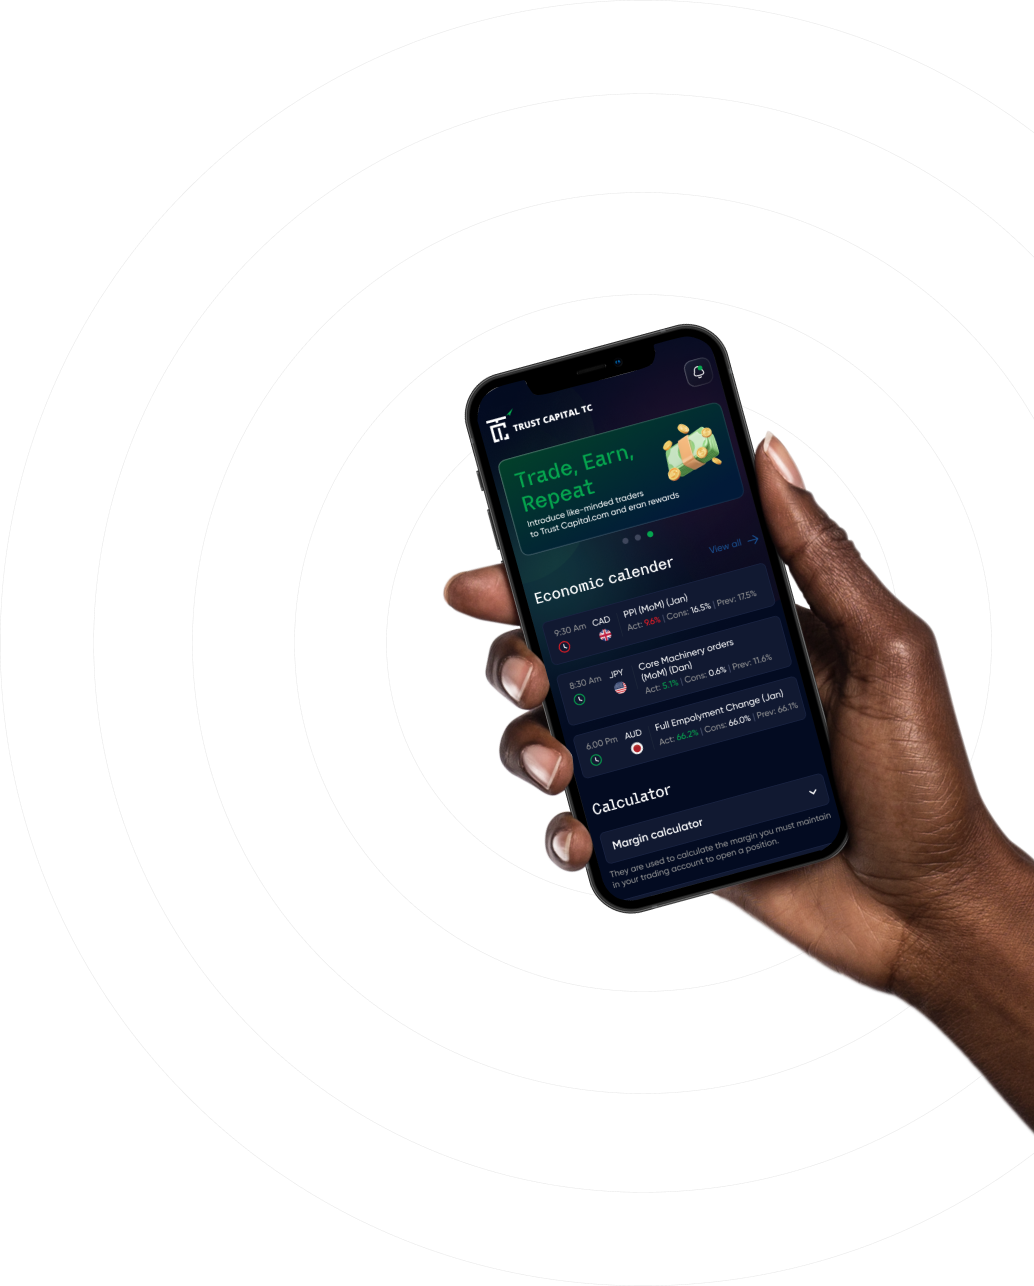 TRUST CAPITAL TC
Trade, Earn,
Repeat
Introduce like-minded traders
to Trust Capital.com and eran rewards
Economic calender
View all
9:30 Am
CAD
PPI (MoM) (Jan)
Act: 9.6% | Cons: 16.5% | Prev: 17.5%
8:30 Am
JPY
Core Machinery orders
(MoM) (Dan)
Act: 5.1% | Cons: 0.6% | Prev: 11.6%
6.00 Pm
AUD
Full Empolyment Change (Jan)
Act: 66.2% | Cons: 66.0% | Prev: 66.1%
Calculator
Margin calculator
They are used to calculate the margin you must maintain
in your trading account to open a position.